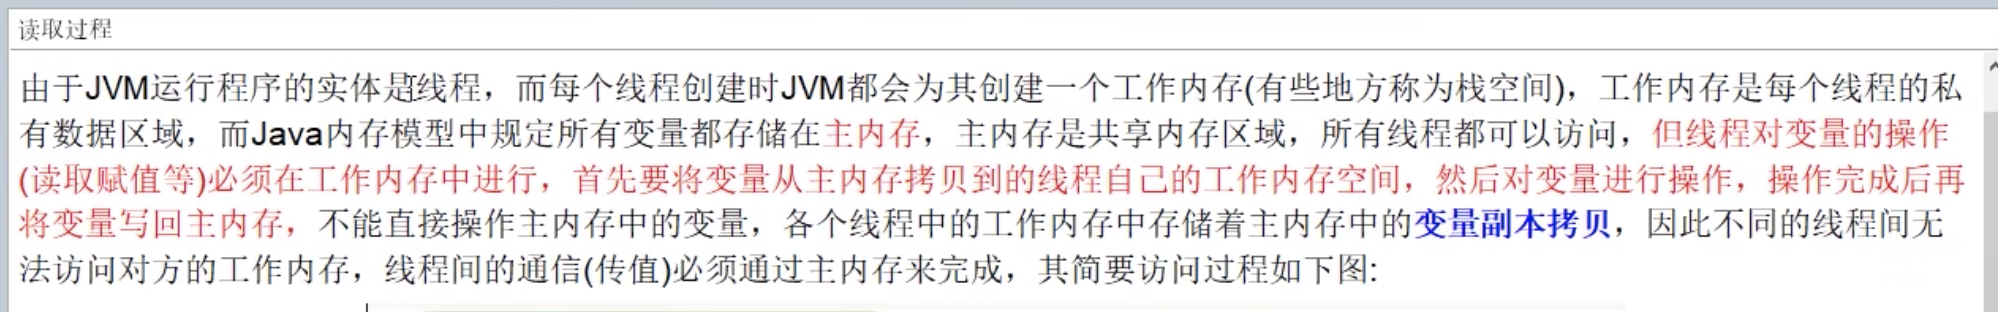 读取过程
由于JVM运行程序的实体是线程，而每个线程创建时JVM都会为其创建一个工作内存(有些地方称为栈空间)，工作内存是每个线程的私
有数据区域，而Java内存模型中规定所有变量都存储在主内存，主内存是共享内存区域，所有线程都可以访问，但线程对变量的操作
(读取赋值等)必须在工作内存中进行，首先要将变量从主内存拷贝到的线程自己的工作内存空间，然后对变量进行操作，操作完成后再
将变量写回主内存，不能直接操作主内存中的变量，各个线程中的工作内存中存储着主内存中的变量副本拷贝，因此不同的线程间无
法访问对方的工作内存，线程间的通信(传值)必须通过主内存来完成，其简要访问过程如下图: